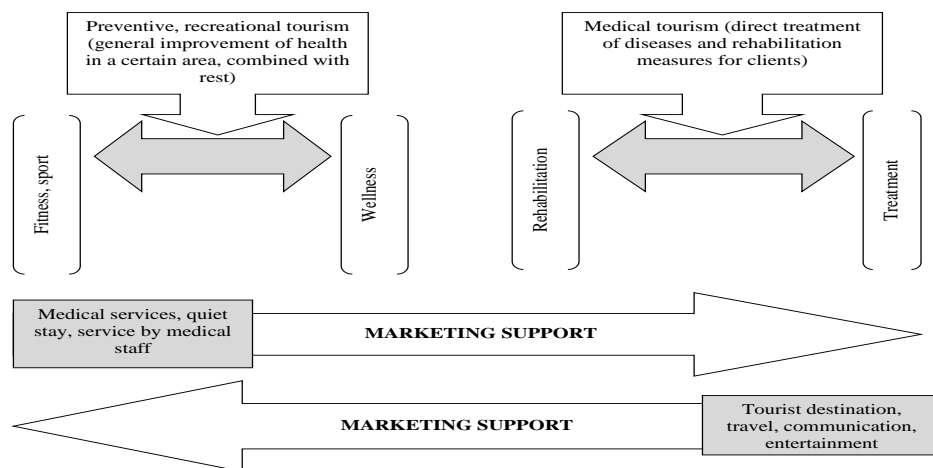 Preventive, recreational tourism
(general improvement of health
in a certain area, combined with
rest)
Medical tourism (direct treatment
of diseases and rehabilitation
measures for clients)
Fitness, sport
Wellness
Rehabilitation
Treatment
Medical services, quiet
stay, service by medical
staff
MARKETING SUPPORT
MARKETING SUPPORT
Tourist destination,
travel, communication,
entertainment